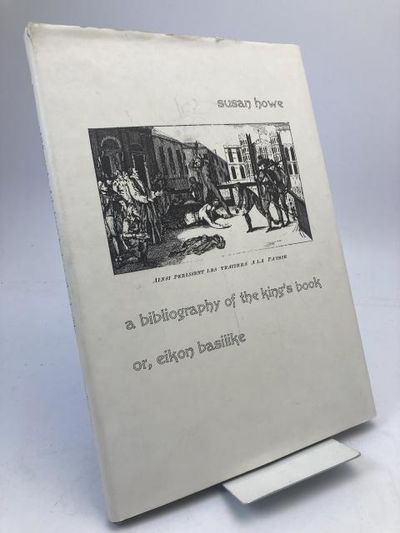 susan howe
AINSI PERISSENT LES TRAITRES A LA PATRIE
a bibliography of the king's book
or, eikon basilike